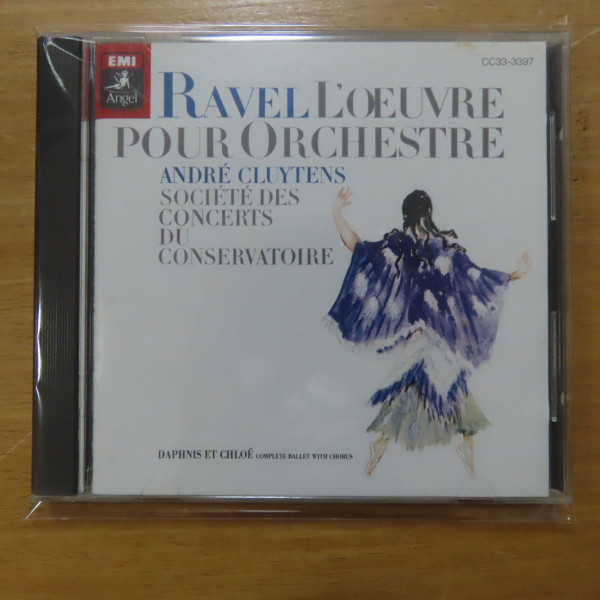 EMI
Angel
CC33-3397
RAVEL L'ŒUVRE
POUR ORCHESTRE
ANDRÉ CLUYTENS
SOCIÉTÉ DES
CONCERTS
DU
CONSERVATOIRE
DAPHNIS ET CHLOÉ COMPLETE BALLET WITH CHORUS